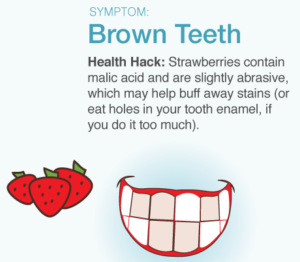 SYMPTOM:
Brown Teeth
Health Hack: Strawberries contain
malic acid and are slightly abrasive,
which may help buff away stains (or
eat holes in your tooth enamel, if
you do it too much).